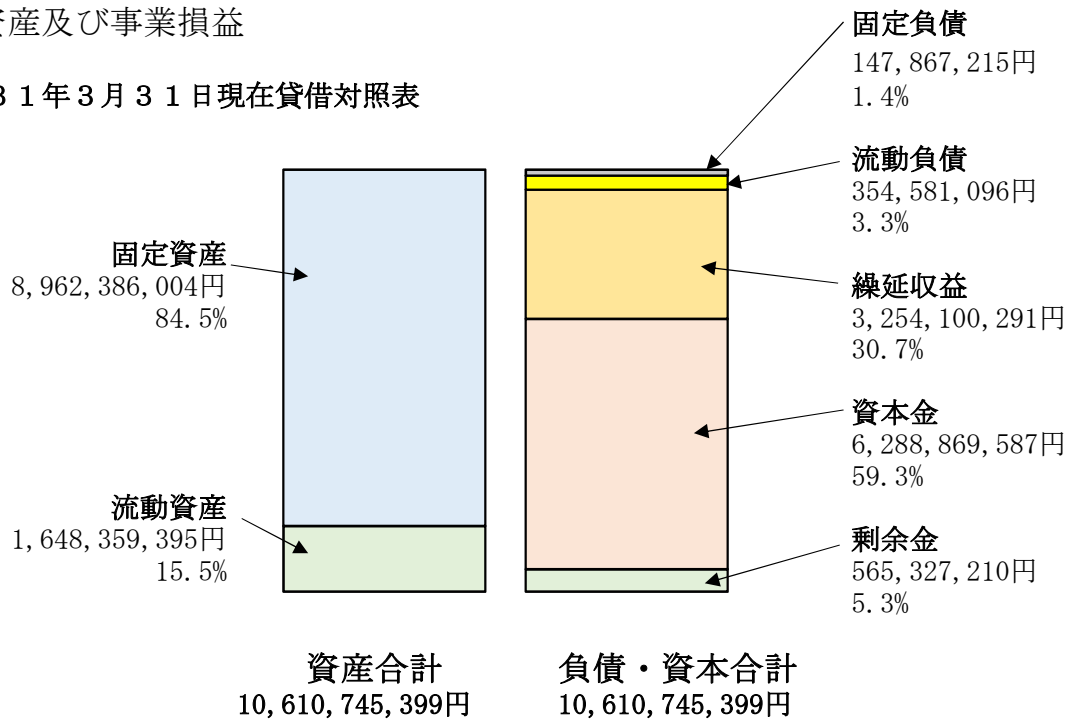 産及び事業損益
１年３月３１日現在貸借対照表
固定資産
8,962,386,004円
84.5%
流動資産
1,648,359,395円
15.5%
固定負債
147,867,215円
1.4%
流動負債
354,581,096円
3.3%
繰延収益
3,254,100,291円
30.7%
資本金
6,288,869,587円
59.3%
剰余金
565,327,210円
5.3%
資産合計
10,610,745,399円
負債・資本合計
10,610,745,399円